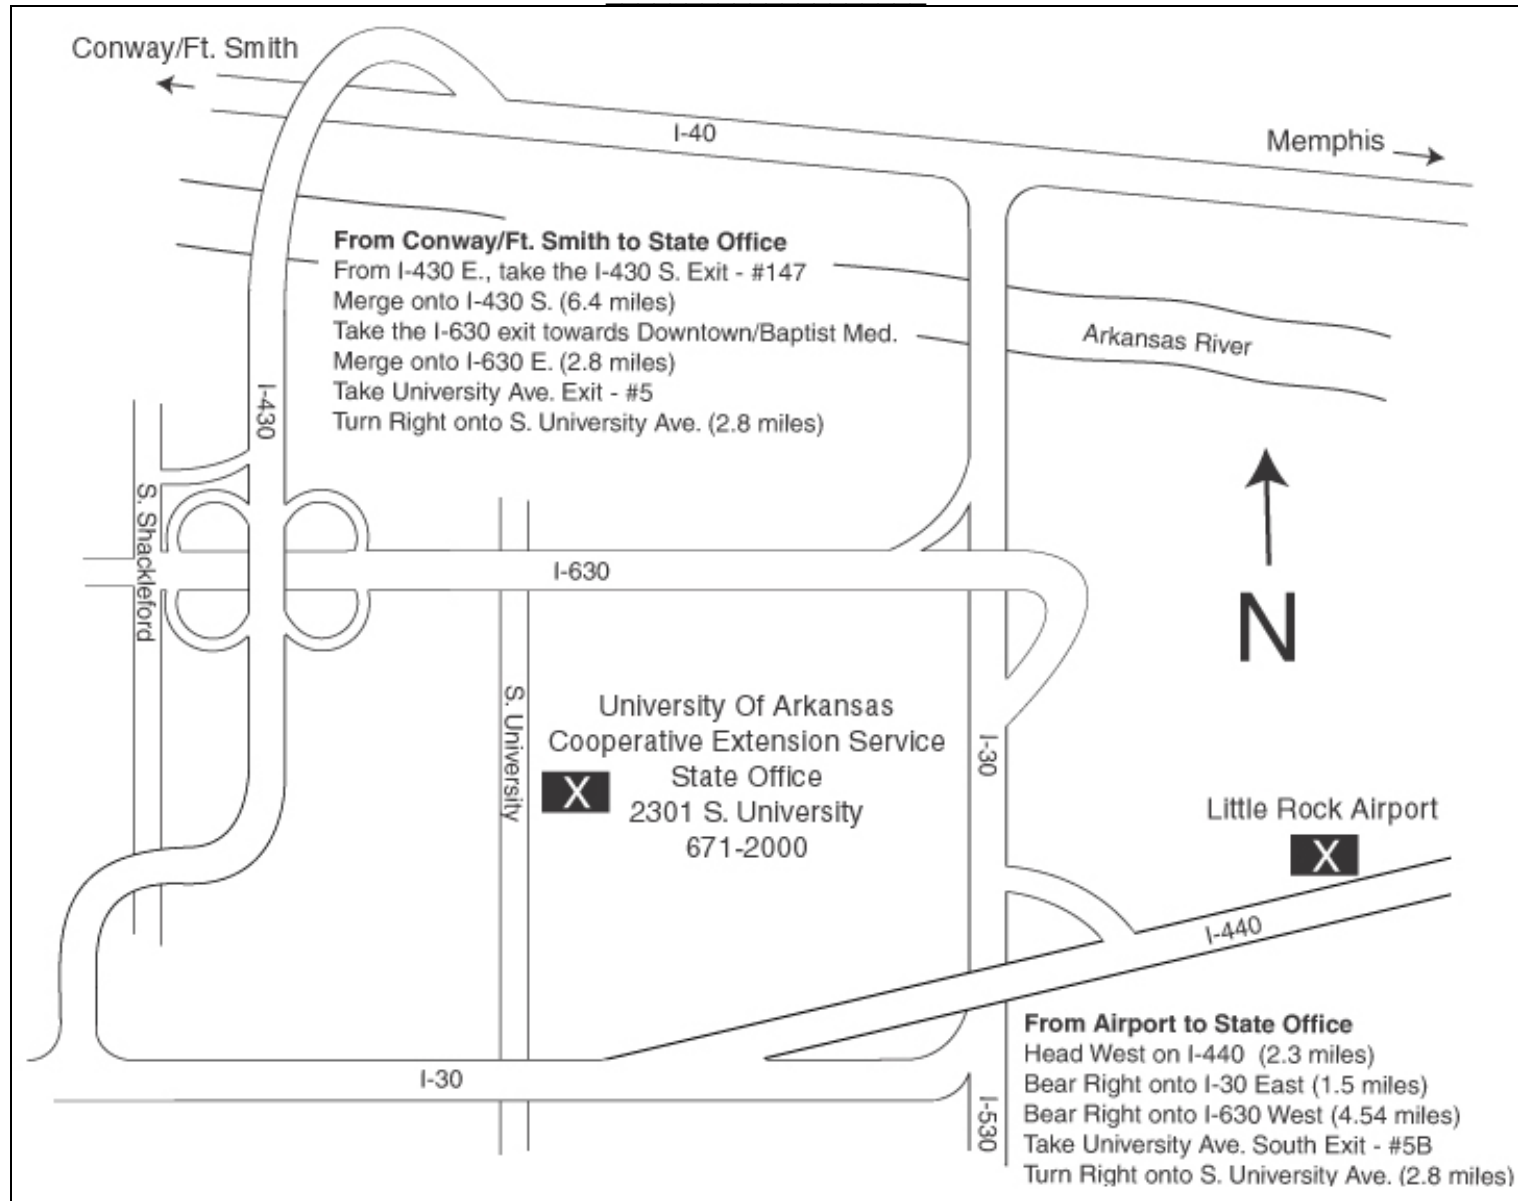 Conway/Ft. Smith
I-40
Memphis
From Conway/Ft. Smith to State Office
From I-430 E., take the I-430 S. Exit - #147
Merge onto I-430 S. (6.4 miles)
Take the I-630 exit towards Downtown/Baptist Med.
Merge onto I-630 E. (2.8 miles)
Take University Ave. Exit - #5
Turn Right onto S. University Ave. (2.8 miles)
Arkansas River
I-430
S. Shackleford
I-630
N
S. University
University Of Arkansas
Cooperative Extension Service
State Office
2301 S. University
671-2000
X
I-30
Little Rock Airport
X
I-440
From Airport to State Office
Head West on I-440 (2.3 miles)
Bear Right onto I-30 East (1.5 miles)
Bear Right onto I-630 West (4.54 miles)
Take University Ave. South Exit - #5B
Turn Right onto S. University Ave. (2.8 miles)
I-30
I-530